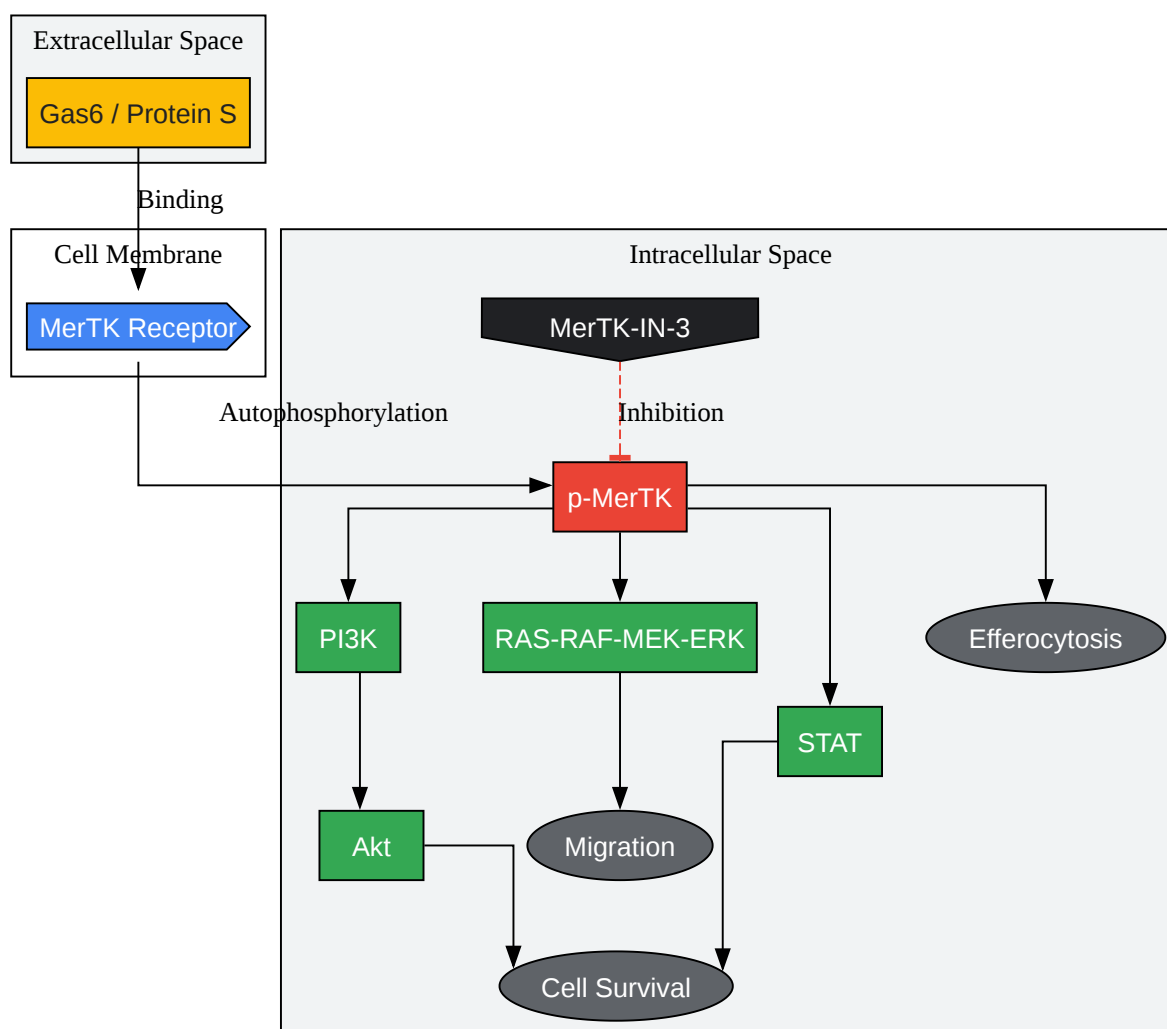 Extracellular Space
Gas6 / Protein S
Binding
Cell Membrane
Intracellular Space
MerTK Receptor
MerTK-IN-3
Autophosphorylation
Inhibition
p-MerTK
PI3K
RAS-RAF-MEK-ERK
Efferocytosis
STAT
Akt
Migration
Cell Survival